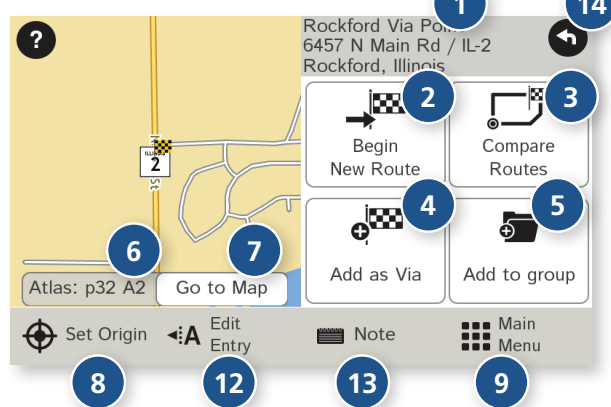 1
14
?
Rockford Via
6457 N Main Rd / IL-2
Rockford, Illinois
2
3
Begin
New Route
Compare
Routes
2
4
5
Add as Via
Add to group
6
7
Atlas: p32 A2
Go to Map
Set Origin
A
Edit
Entry
Note
Main
Menu
8
12
13
9